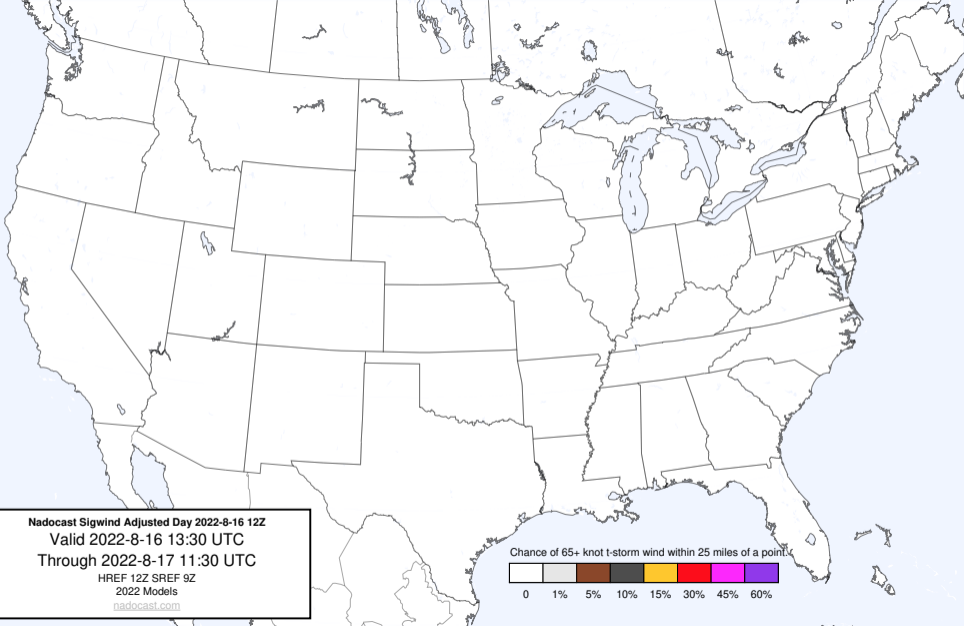 Nadocast Sigwind Adjusted Day 2022-8-16 12Z
Valid 2022-8-16 13:30 UTC
Through 2022-8-17 11:30 UTC
HREF 12Z SREF 9Z
2022 Models
nadocast.com
Chance of 65+ knot t-storm wind within 25 miles of a point.
0 1% 5% 10% 15% 30% 45% 60%